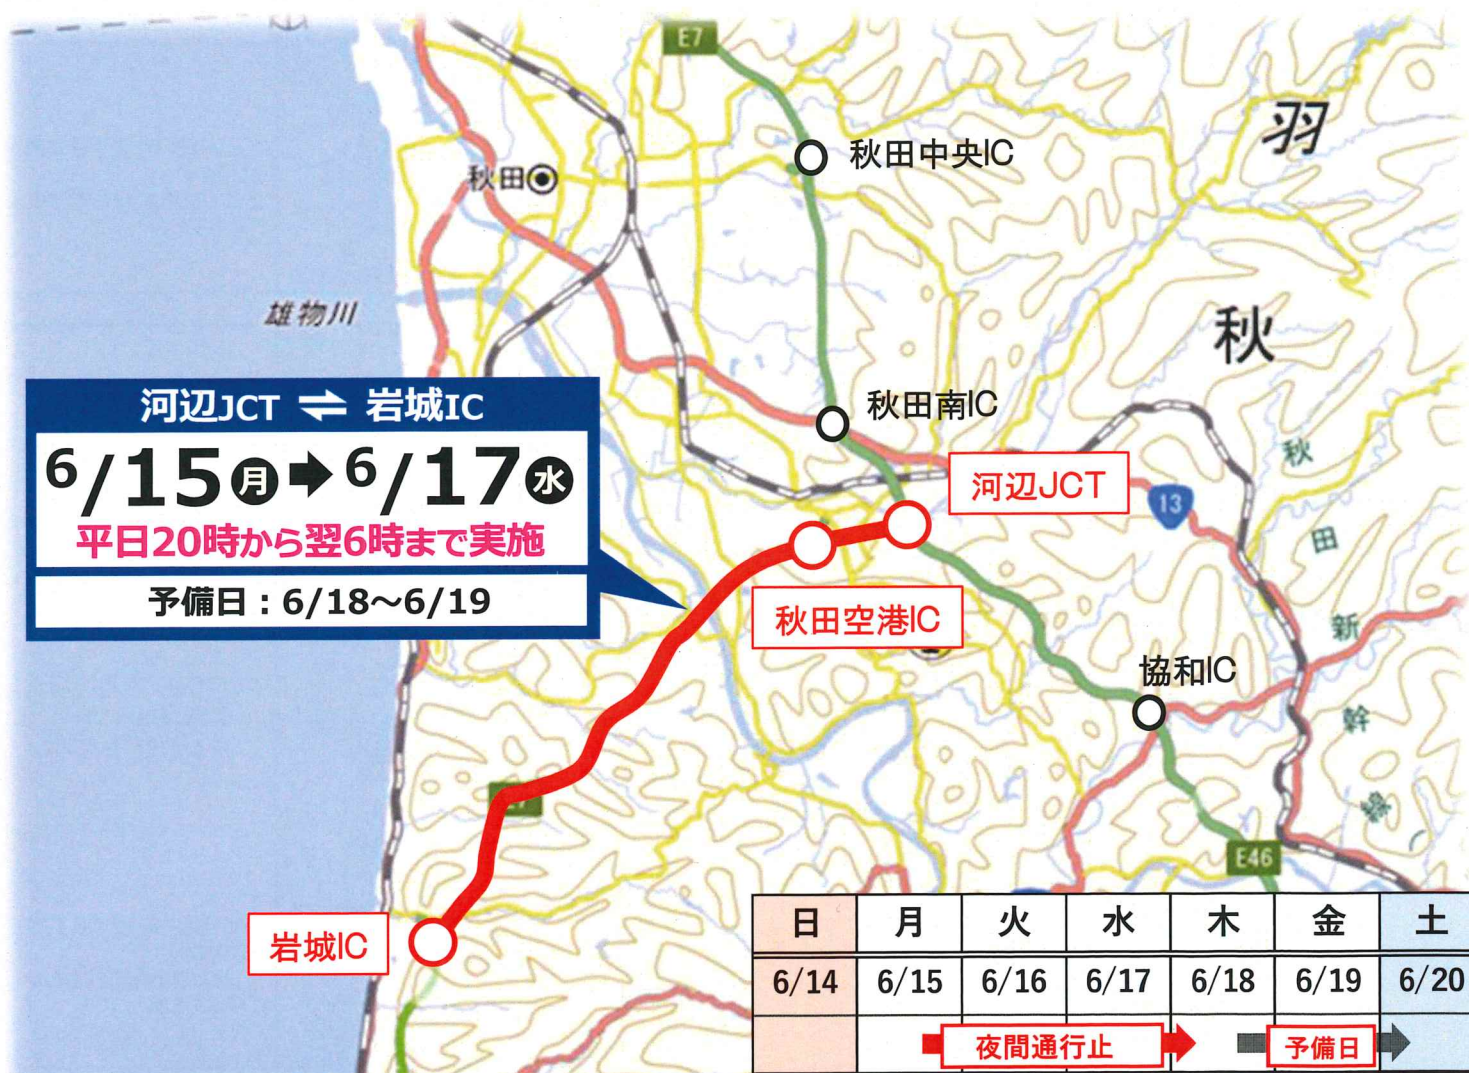 E7
羽
秋田中央IC
秋田
雄物川
秋
河辺JCT ⇌ 岩城IC
6/15月➡6/17水
平日20時から翌6時まで実施
予備日:6/18～6/19
秋田南IC
河辺JCT
13
秋
田
新
幹
線
秋田空港IC
協和IC
E46
岩城IC
日 月 火 水 木 金 土
6/14 6/15 6/16 6/17 6/18 6/19 6/20
夜間通行止 予備日